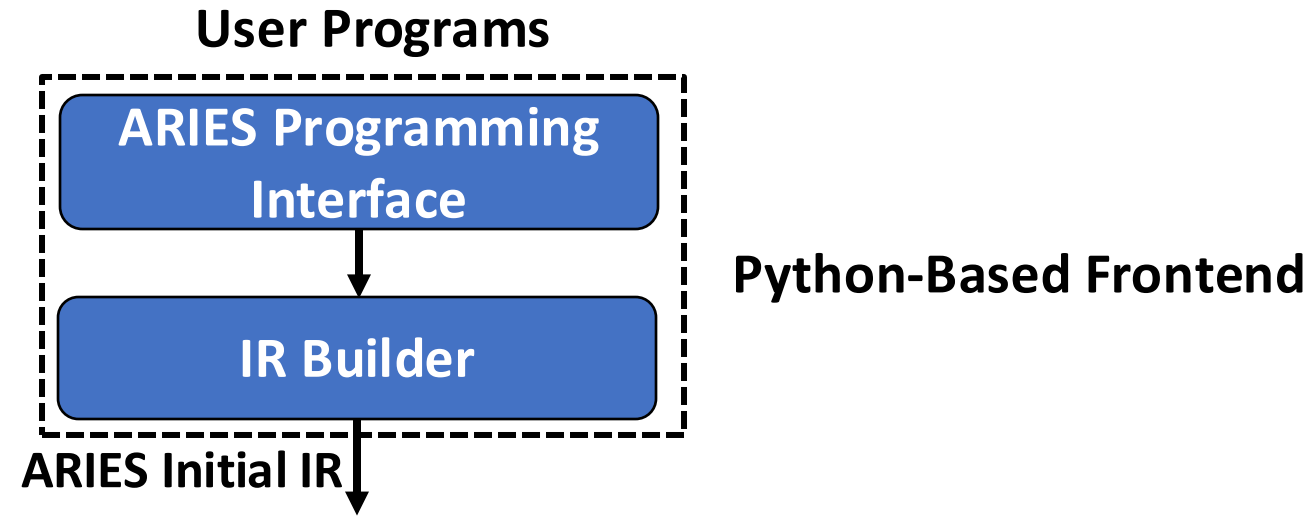 User Programs
ARIES Programming
Interface
Python-Based Frontend
IR Builder
ARIES Initial IR